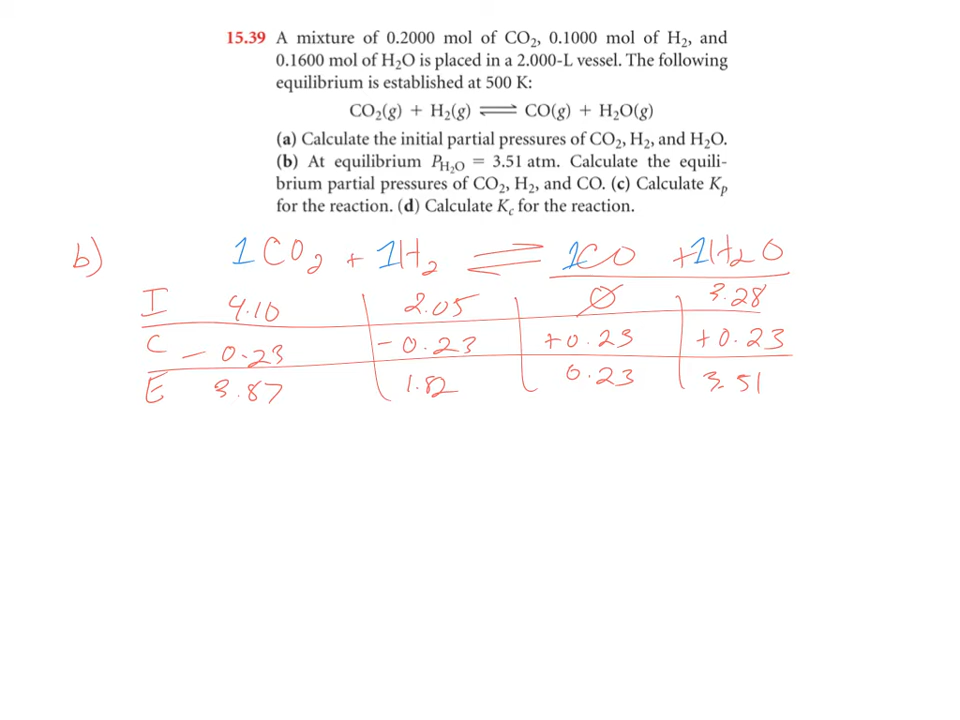 15.39 A mixture of 0.2000 mol of CO₂, 0.1000 mol of H₂, and
0.1600 mol of H₂O is placed in a 2.000-L vessel. The following
equilibrium is established at 500 K:
CO₂(g) + H₂(g) ⇌ CO(g) + H₂O(g)
(a) Calculate the initial partial pressures of CO₂, H₂, and H₂O.
(b) At equilibrium P_H₂O = 3.51 atm. Calculate the equili-
brium partial pressures of CO₂, H₂, and CO. (c) Calculate Kₚ
for the reaction. (d) Calculate K_c for the reaction.
b) 1CO₂ + 1H₂ ⇌ 1CO + 1H₂O
I 4.10 2.05 ∅ 3.28
C - 0.23 - 0.23 +0.23 +0.23
E 3.87 1.82 0.23 3.51